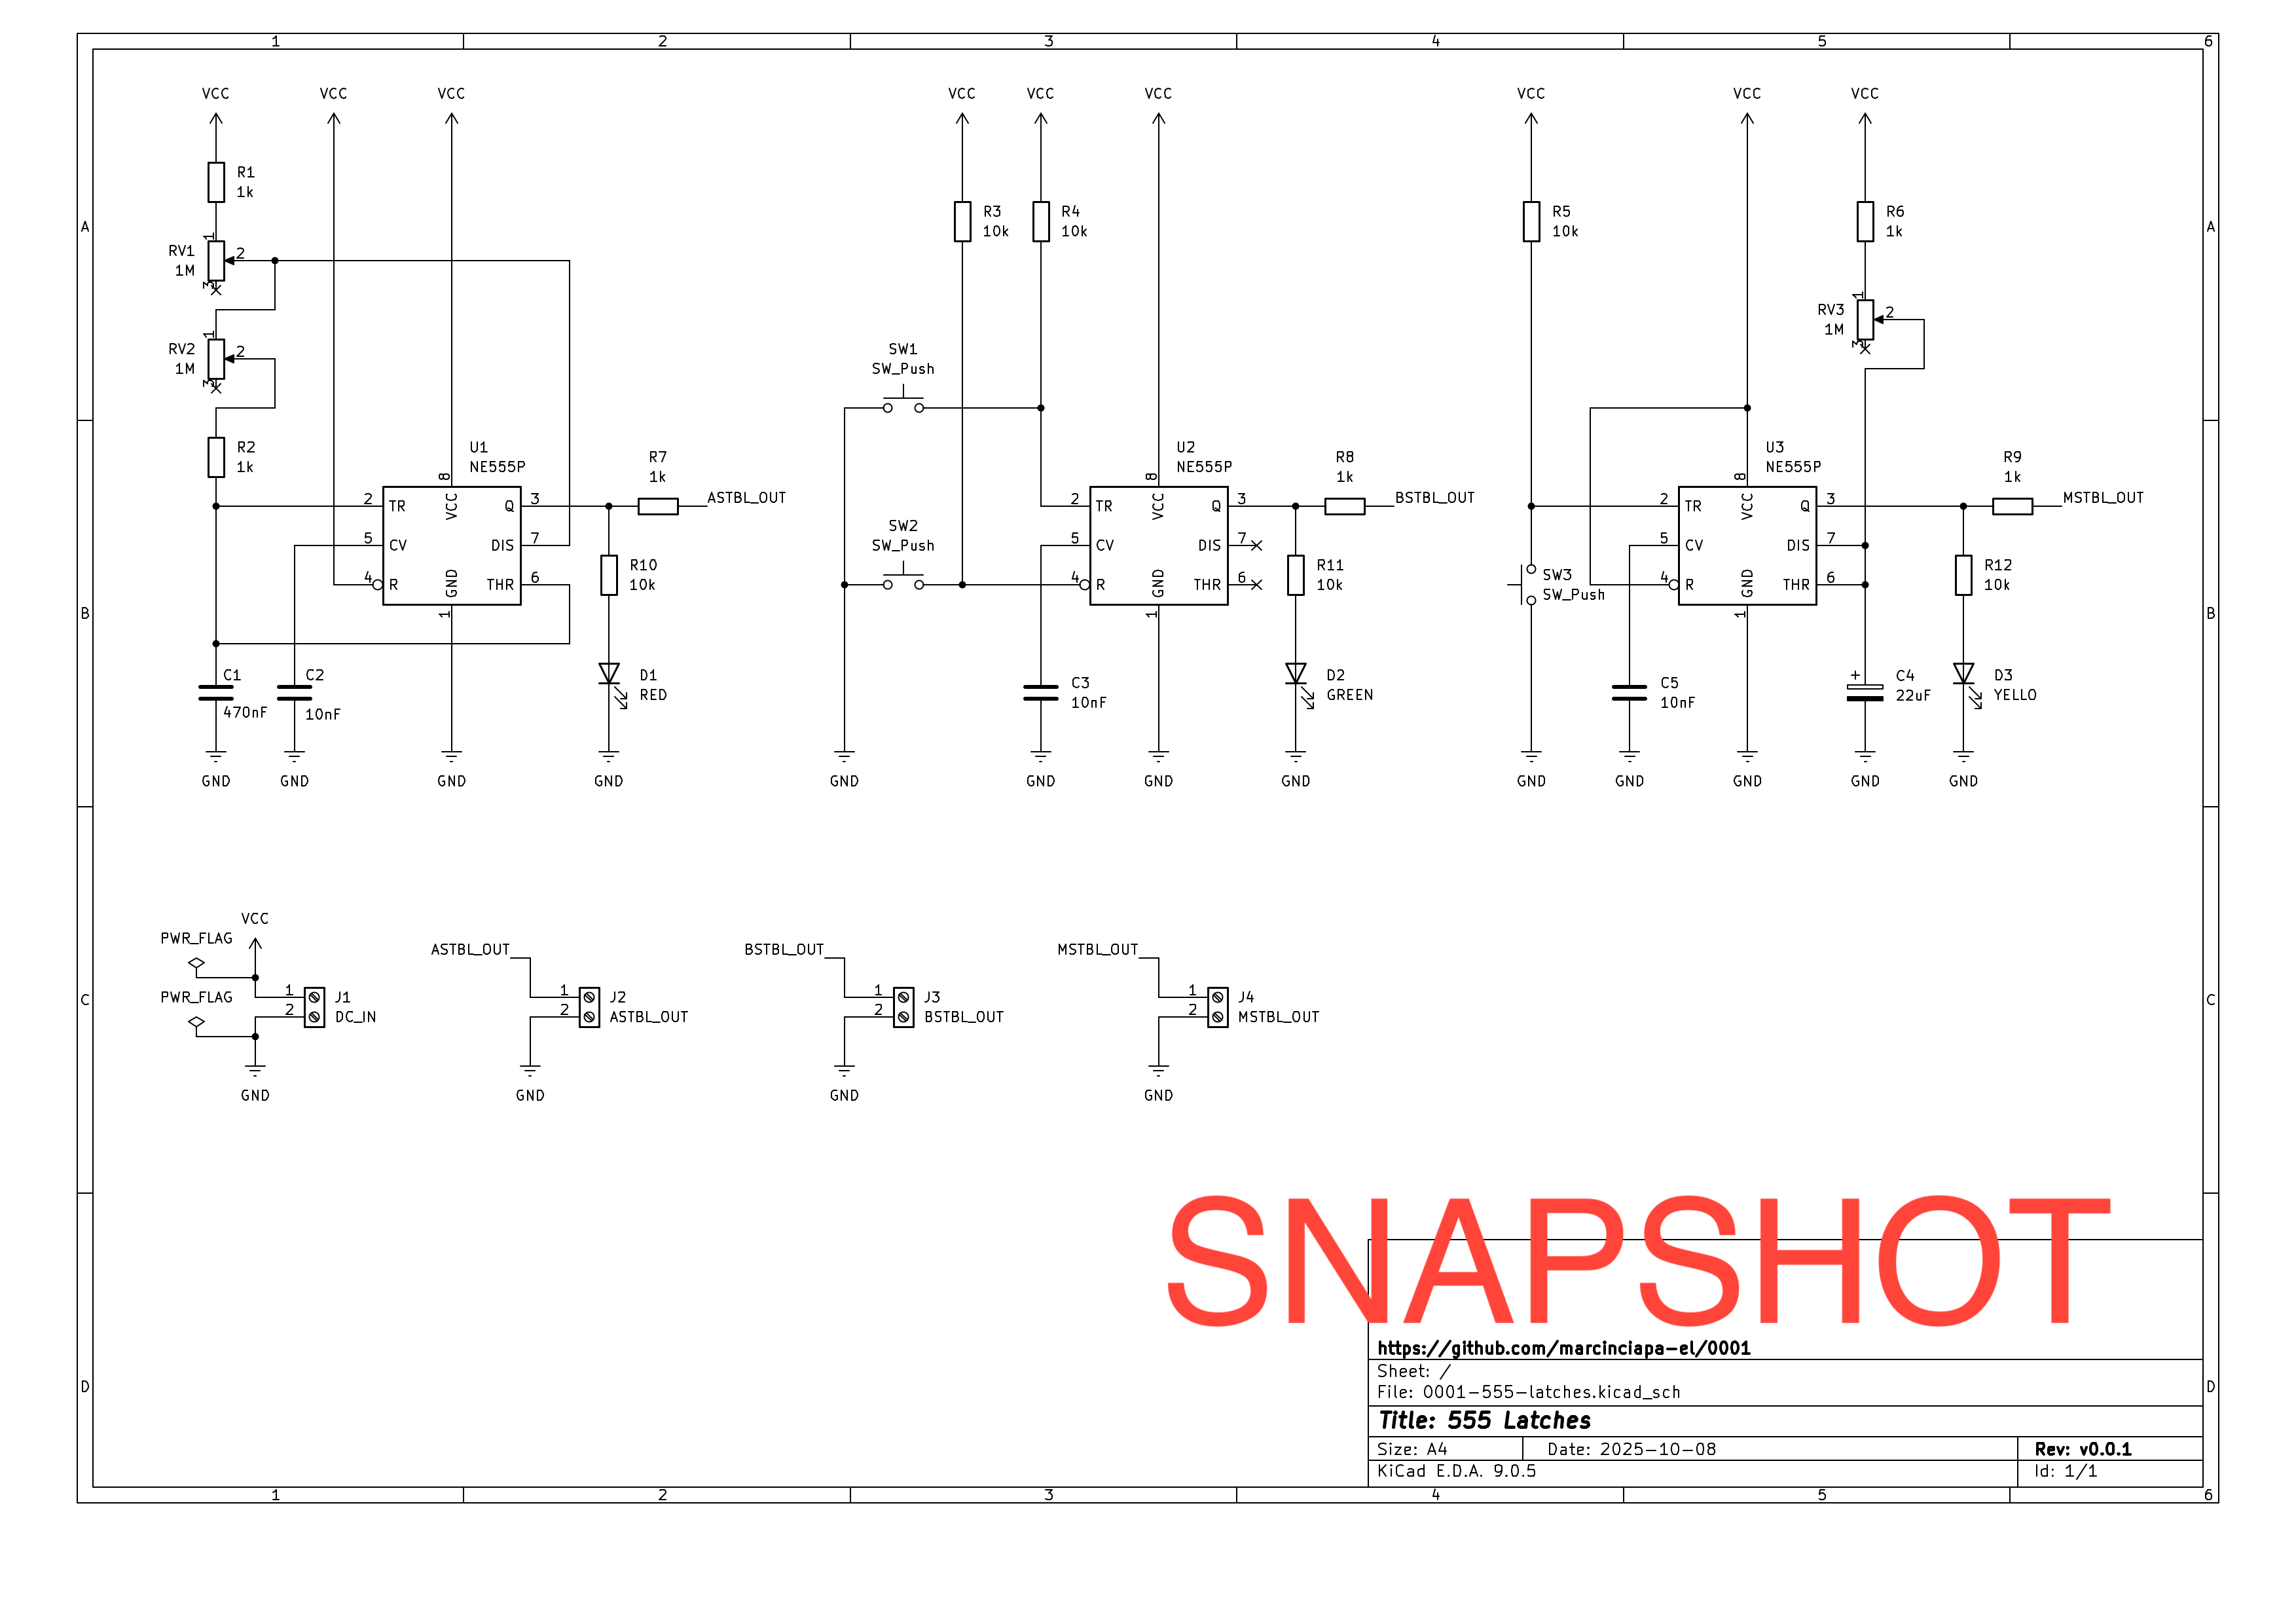 1 2 3 4 5 6
VCC VCC VCC VCC VCC VCC VCC VCC VCC
A A
R1
1k
RV1
1M
1
2
3
RV2
1M
1
2
3
R2
1k
U1
NE555P
8
VCC
2 TR
5 CV
4 R
Q 3
DIS 7
THR 6
GND
1
R7
1k
ASTBL_OUT
R10
10k
D1
RED
C1
470nF
C2
10nF
GND GND GND GND
R3
10k
R4
10k
SW1
SW_Push
SW2
SW_Push
U2
NE555P
8
VCC
2 TR
5 CV
4 R
Q 3
DIS 7
THR 6
GND
1
R8
1k
BSTBL_OUT
R11
10k
D2
GREEN
C3
10nF
GND GND GND GND
R5
10k
R6
1k
RV3
1M
1
2
3
U3
NE555P
8
VCC
2 TR
5 CV
4 R
Q 3
DIS 7
THR 6
GND
1
R9
1k
MSTBL_OUT
SW3
SW_Push
R12
10k
C5
10nF
+
C4
22uF
D3
YELLO
GND GND GND GND GND
B B
VCC
PWR_FLAG
PWR_FLAG
1
2
J1
DC_IN
GND
ASTBL_OUT
1
2
J2
ASTBL_OUT
GND
BSTBL_OUT
1
2
J3
BSTBL_OUT
GND
MSTBL_OUT
1
2
J4
MSTBL_OUT
GND
C C
SNAPSHOT
https://github.com/marcinciapa-el/0001
Sheet: /
File: 0001-555-latches.kicad_sch
Title: 555 Latches
Size: A4 Date: 2025-10-08 Rev: v0.0.1
KiCad E.D.A. 9.0.5 Id: 1/1
D D
1 2 3 4 5 6